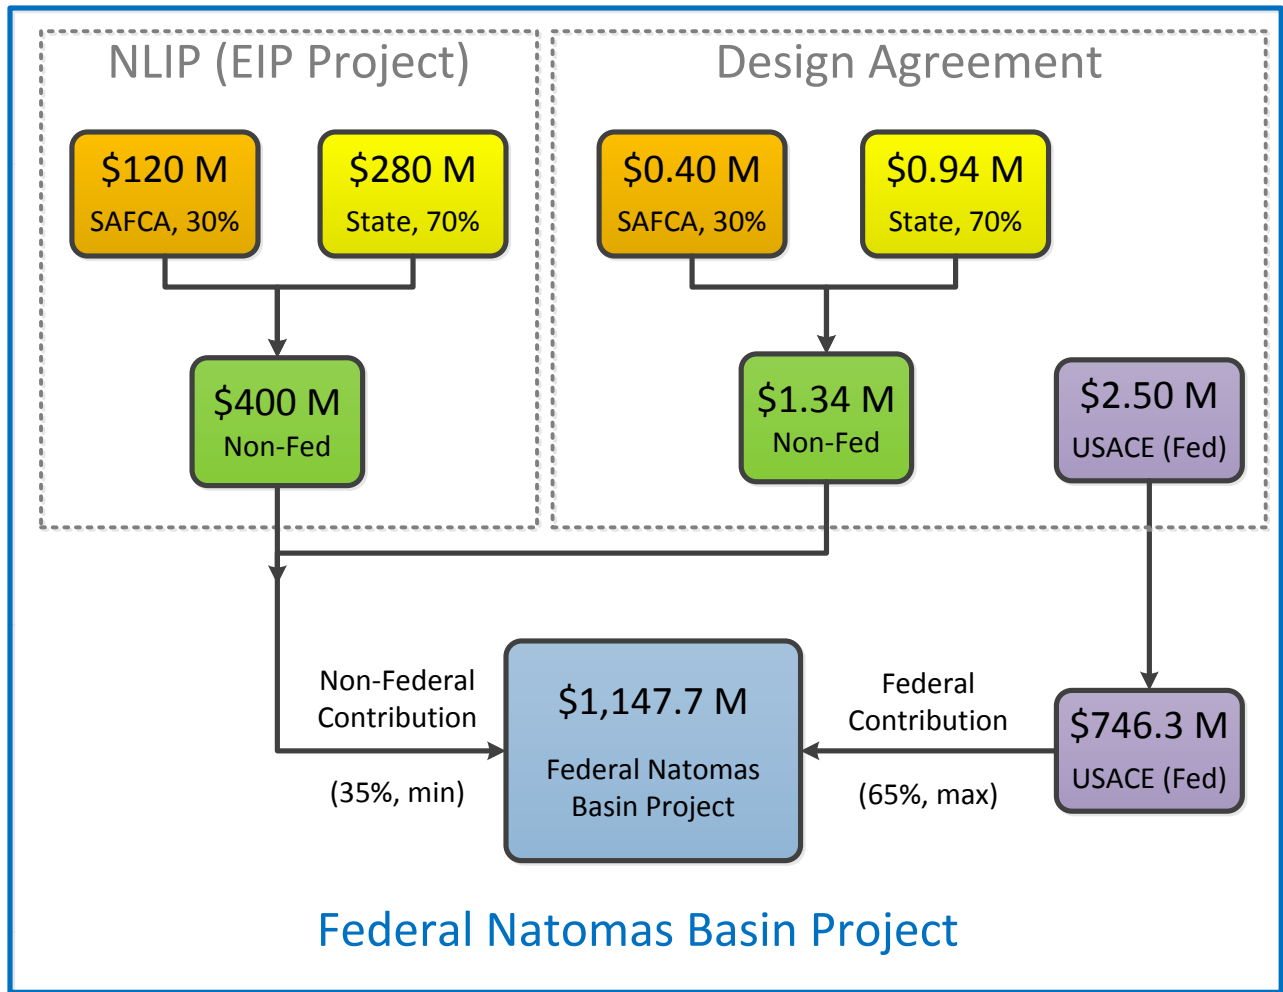 NLIP (EIP Project)
$120 M
SAFCA, 30%
$280 M
State, 70%
$400 M
Non-Fed
Design Agreement
$0.40 M
SAFCA, 30%
$0.94 M
State, 70%
$1.34 M
Non-Fed
$2.50 M
USACE (Fed)
Non-Federal
Contribution
(35%, min)
$1,147.7 M
Federal Natomas
Basin Project
Federal
Contribution
(65%, max)
$746.3 M
USACE (Fed)
Federal Natomas Basin Project